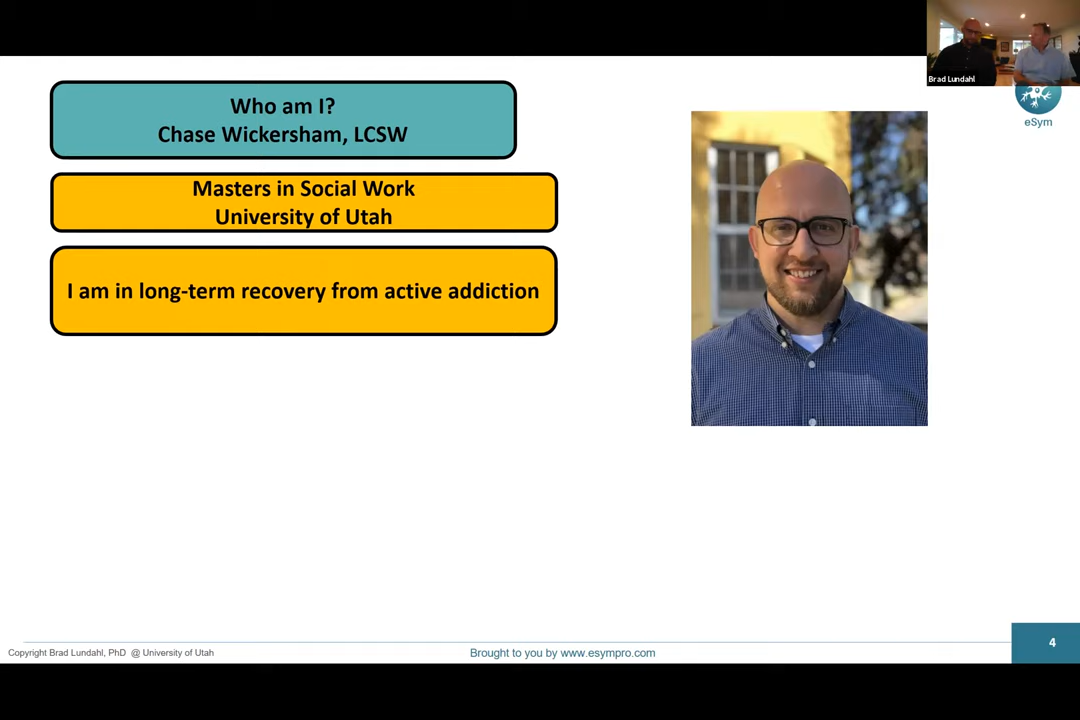 Brad Lundahl
eSym
Who am I?
Chase Wickersham, LCSW
Masters in Social Work
University of Utah
I am in long-term recovery from active addiction
Copyright Brad Lundahl, PhD @ University of Utah
Brought to you by www.esympro.com
4